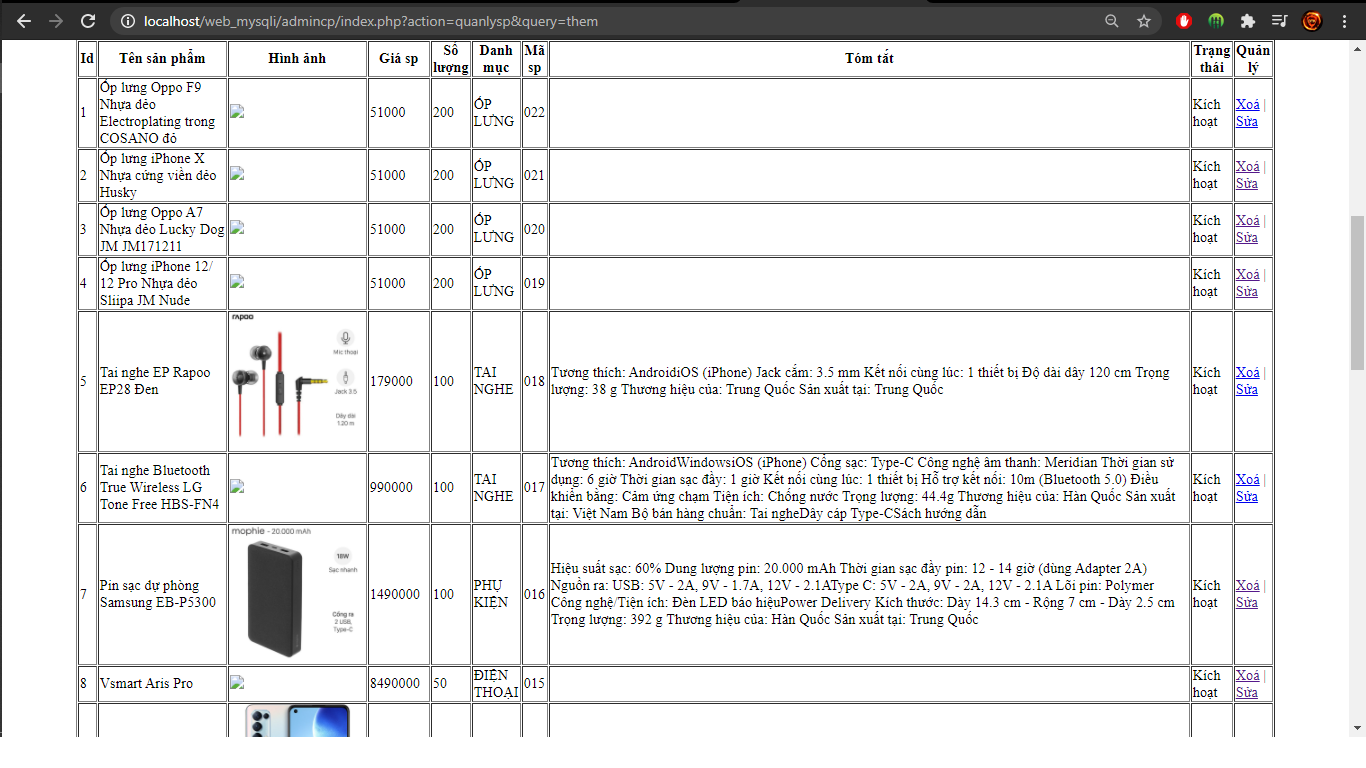 localhost/web_mysqli/admincp/index.php?action=quanlysp&query=them
Id Tên sản phẩm Hình ảnh Giá sp Số lượng Danh mục Mã sp Tóm tắt Trạng thái Quản lý
1 Ốp lưng Oppo F9 Nhựa dẻo Electroplating trong COSANO đỏ 51000 200 ỐP LƯNG 022 Kích hoạt Xoá | Sửa
2 Ốp lưng iPhone X Nhựa cứng viền dẻo Husky 51000 200 ỐP LƯNG 021 Kích hoạt Xoá | Sửa
3 Ốp lưng Oppo A7 Nhựa dẻo Lucky Dog JM JM171211 51000 200 ỐP LƯNG 020 Kích hoạt Xoá | Sửa
4 Ốp lưng iPhone 12/ 12 Pro Nhựa dẻo Sliipa JM Nude 51000 200 ỐP LƯNG 019 Kích hoạt Xoá | Sửa
RAPOO
Mic thoại
Jack 3.5
Dây dài
1.20 m
5 Tai nghe EP Rapoo EP28 Đen 179000 100 TAI NGHE 018 Tương thích: AndroidiOS (iPhone) Jack cắm: 3.5 mm Kết nối cùng lúc: 1 thiết bị Độ dài dây 120 cm Trọng
lượng: 38 g Thương hiệu của: Trung Quốc Sản xuất tại: Trung Quốc Kích hoạt Xoá | Sửa
6 Tai nghe Bluetooth True Wireless LG Tone Free HBS-FN4 990000 100 TAI NGHE 017 Tương thích: AndroidWindowsiOS (iPhone) Cổng sạc: Type-C Công nghệ âm thanh: Meridian Thời gian sử
dụng: 6 giờ Thời gian sạc đầy: 1 giờ Kết nối cùng lúc: 1 thiết bị Hỗ trợ kết nối: 10m (Bluetooth 5.0) Điều
khiển bằng: Cảm ứng chạm Tiện ích: Chống nước Trọng lượng: 44.4g Thương hiệu của: Hàn Quốc Sản xuất
tại: Việt Nam Bộ bán hàng chuẩn: Tai ngheDây cáp Type-CSách hướng dẫn Kích hoạt Xoá | Sửa
mophie - 20.000 mAh
18W
Sạc nhanh
Cổng ra
2 USB,
Type-C
7 Pin sạc dự phòng Samsung EB-P5300 1490000 100 PHỤ KIỆN 016 Hiệu suất sạc: 60% Dung lượng pin: 20.000 mAh Thời gian sạc đầy pin: 12 - 14 giờ (dùng Adapter 2A)
Nguồn ra: USB: 5V - 2A, 9V - 1.7A, 12V - 2.1AType C: 5V - 2A, 9V - 2A, 12V - 2.1A Lõi pin: Polymer
Công nghệ/Tiện ích: Đèn LED báo hiệuPower Delivery Kích thước: Dày 14.3 cm - Rộng 7 cm - Dày 2.5 cm
Trọng lượng: 392 g Thương hiệu của: Hàn Quốc Sản xuất tại: Trung Quốc Kích hoạt Xoá | Sửa
8 Vsmart Aris Pro 8490000 50 ĐIỆN THOẠI 015 Kích hoạt Xoá | Sửa